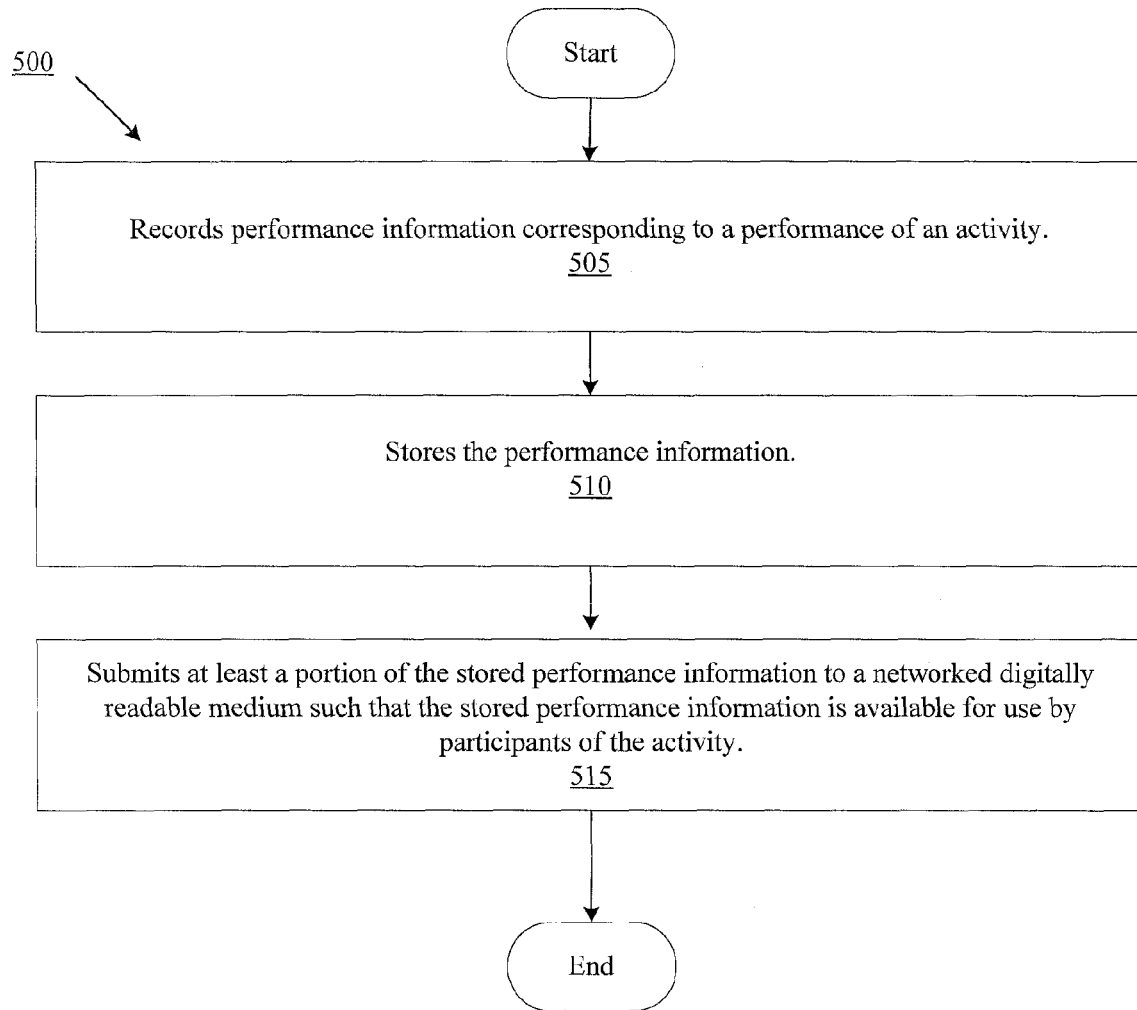 Start
500
Records performance information corresponding to a performance of an activity.
505
Stores the performance information.
510
Submits at least a portion of the stored performance information to a networked digitally
readable medium such that the stored performance information is available for use by
participants of the activity.
515
End